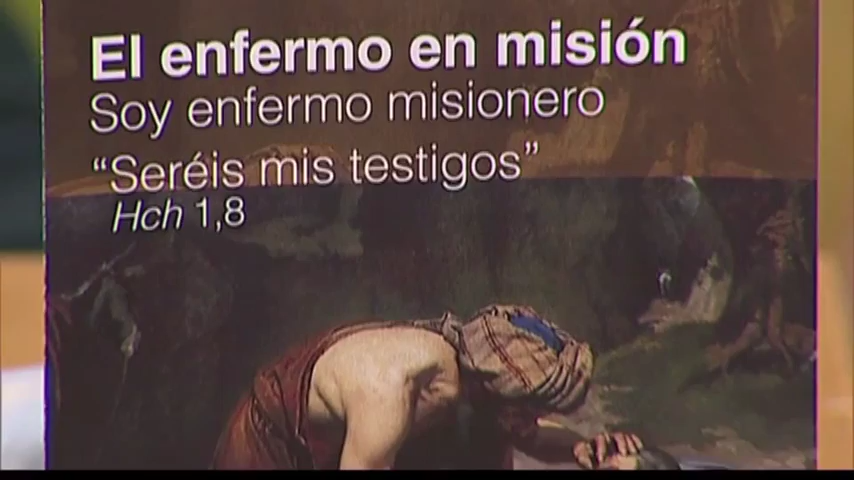 El enfermo en misión
Soy enfermo misionero
“Seréis mis testigos”
Hch 1,8